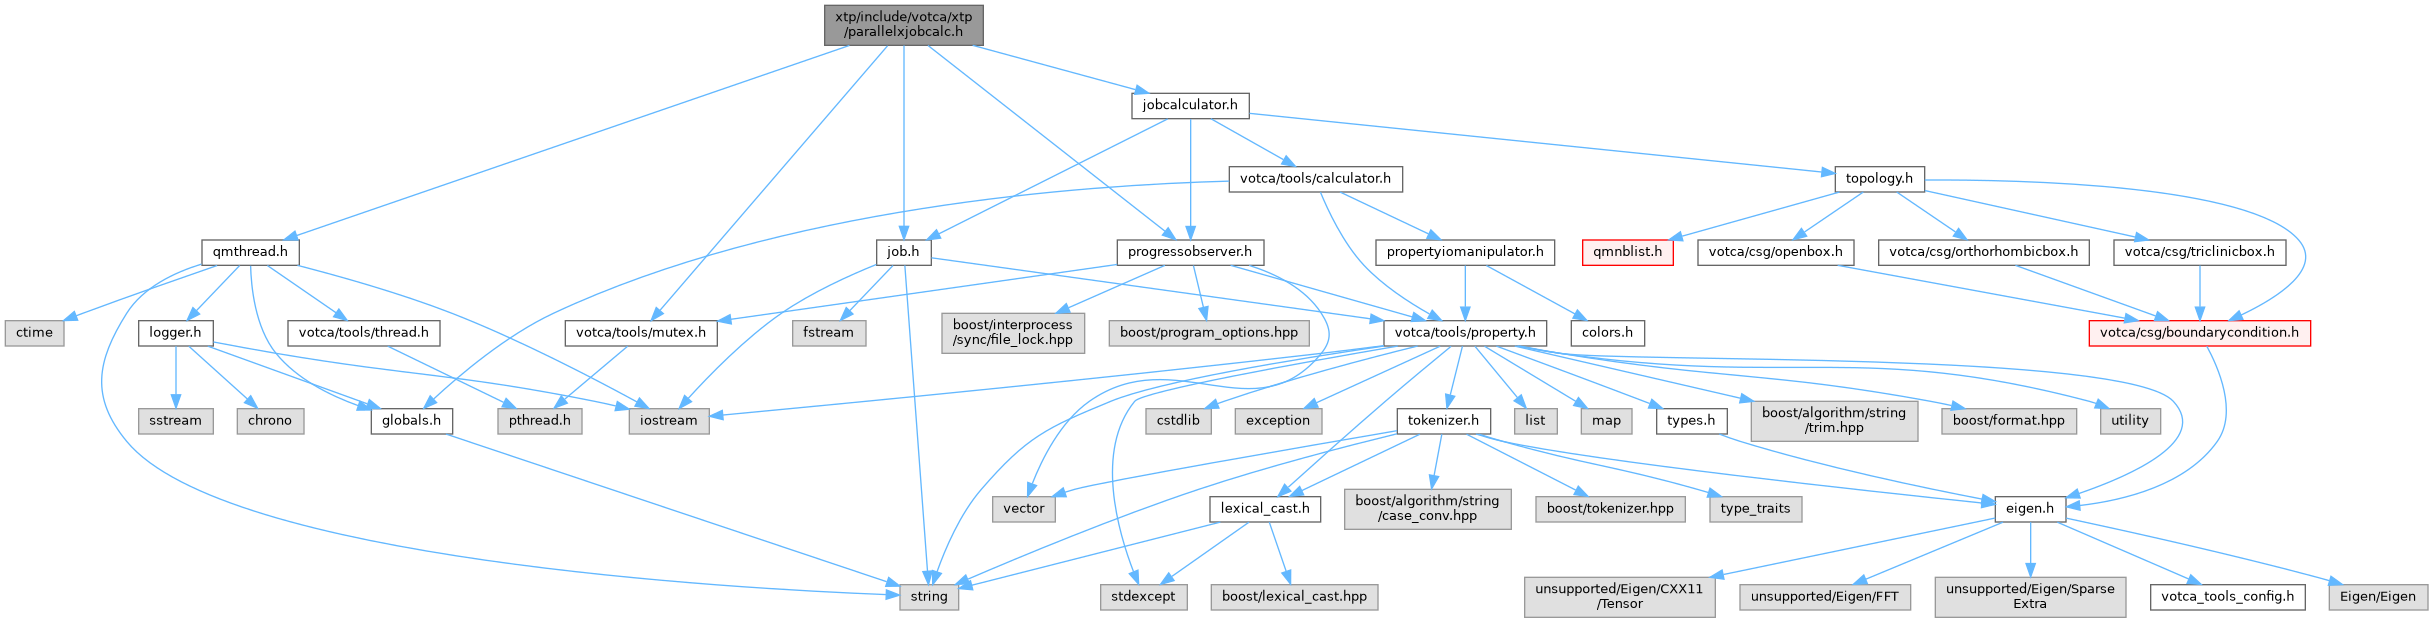 xtp/include/votca/xtp
/parallelxjobcalc.h
jobcalculator.h
votca/tools/calculator.h
topology.h
qmthread.h
job.h
progressobserver.h
propertyiomanipulator.h
qmnblist.h
votca/csg/openbox.h
votca/csg/orthorhombicbox.h
votca/csg/triclinicbox.h
ctime
logger.h
votca/tools/thread.h
votca/tools/mutex.h
fstream
boost/interprocess
/sync/file_lock.hpp
boost/program_options.hpp
votca/tools/property.h
colors.h
votca/csg/boundarycondition.h
sstream
chrono
globals.h
pthread.h
iostream
cstdlib
exception
tokenizer.h
list
map
types.h
boost/algorithm/string
/trim.hpp
boost/format.hpp
utility
vector
lexical_cast.h
boost/algorithm/string
/case_conv.hpp
boost/tokenizer.hpp
type_traits
eigen.h
string
stdexcept
boost/lexical_cast.hpp
unsupported/Eigen/CXX11
/Tensor
unsupported/Eigen/FFT
unsupported/Eigen/Sparse
Extra
votca_tools_config.h
Eigen/Eigen